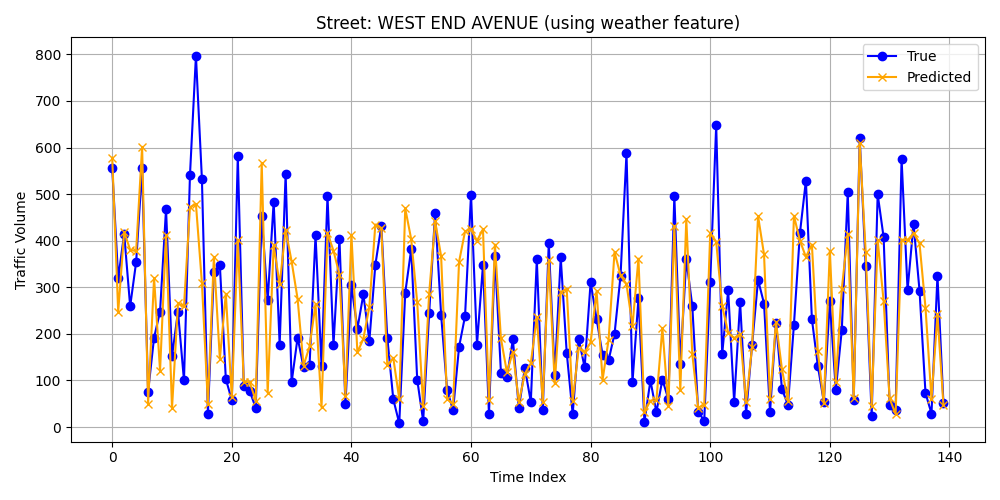 Street: WEST END AVENUE (using weather feature)
True
Predicted
Traffic Volume
800
700
600
500
400
300
200
100
0
0 20 40 60 80 100 120 140
Time Index